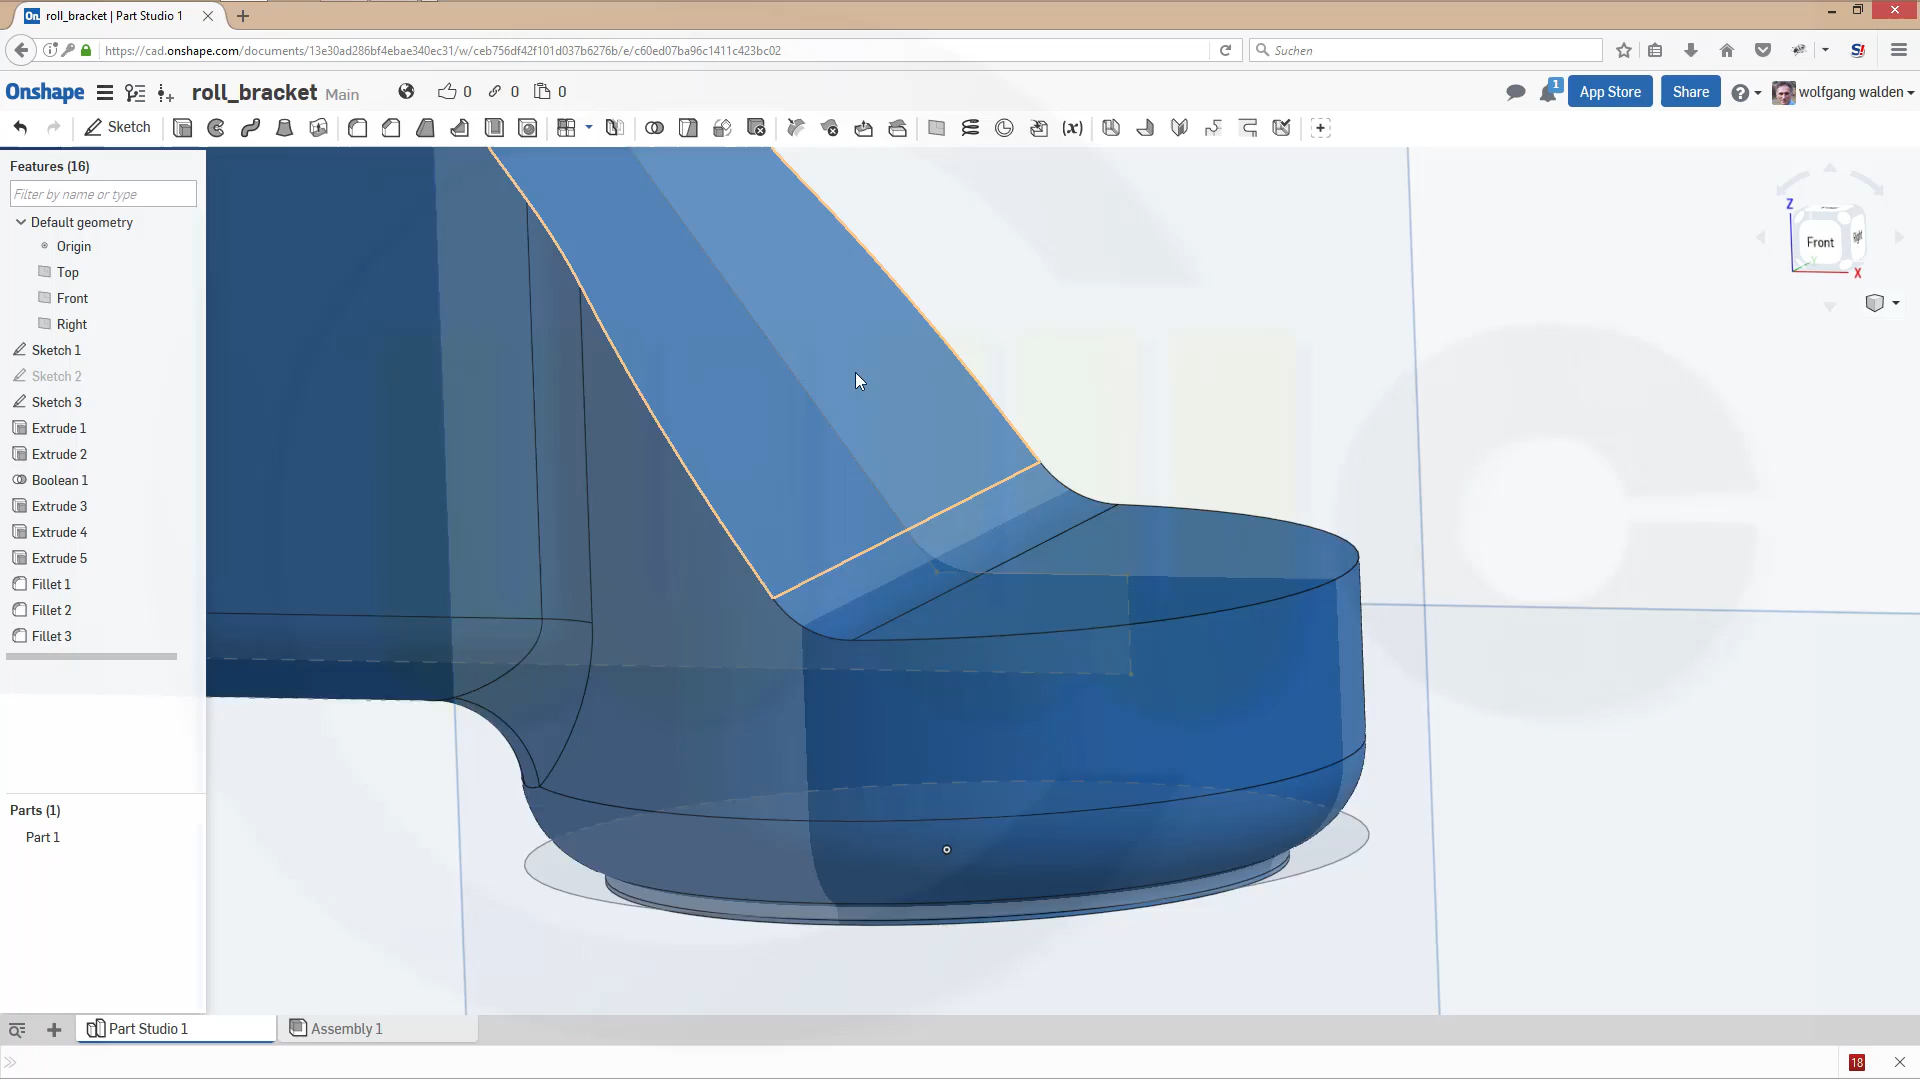 On roll_bracket | Part Studio 1
https://cad.onshape.com/documents/13e30ad286bf4ebae340ec31/w/ceb756df42f101d037b6276b/e/c60ed07ba96c1411c423bc02
Suchen
Onshape roll_bracket Main 0 0 0 1 App Store Share wolfgang walden
Sketch (x)
Features (16)
Filter by name or type
Default geometry
Origin
Top
Front
Right
Sketch 1
Sketch 2
Sketch 3
Extrude 1
Extrude 2
Boolean 1
Extrude 3
Extrude 4
Extrude 5
Fillet 1
Fillet 2
Fillet 3
Parts (1)
Part 1
Z
Front
Right
Y
X
Part Studio 1
Assembly 1
18